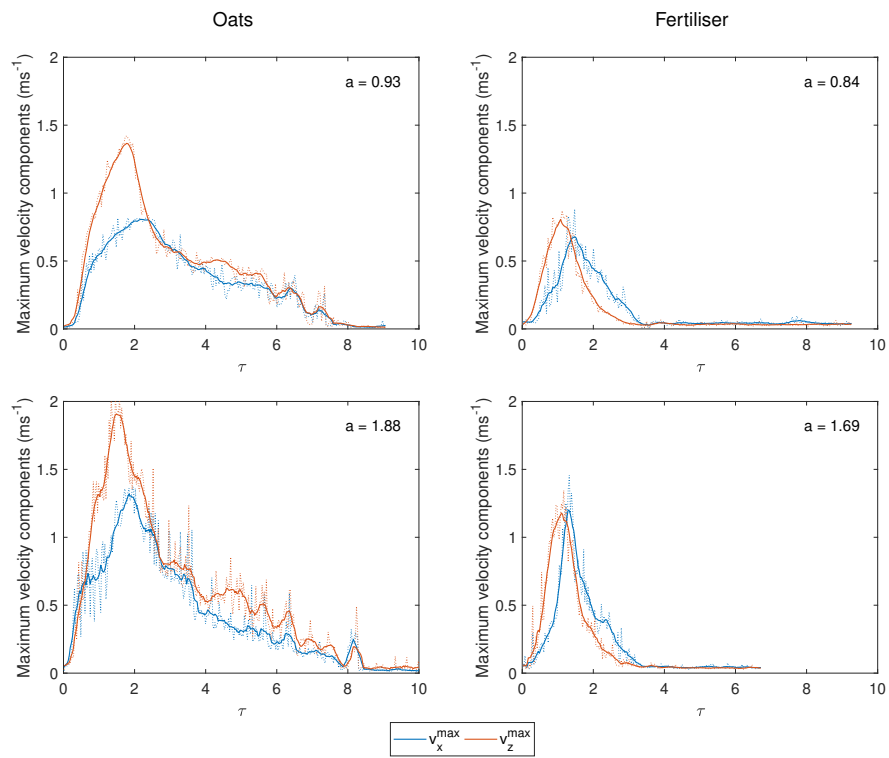 Oats
Fertiliser
Maximum velocity components (ms⁻¹)
2
1.5
1
0.5
0
a = 0.93
0 2 4 6 8 10
τ
Maximum velocity components (ms⁻¹)
2
1.5
1
0.5
0
a = 0.84
0 2 4 6 8 10
τ
Maximum velocity components (ms⁻¹)
2
1.5
1
0.5
0
a = 1.88
0 2 4 6 8 10
τ
Maximum velocity components (ms⁻¹)
2
1.5
1
0.5
0
a = 1.69
0 2 4 6 8 10
τ
v_x^max v_z^max